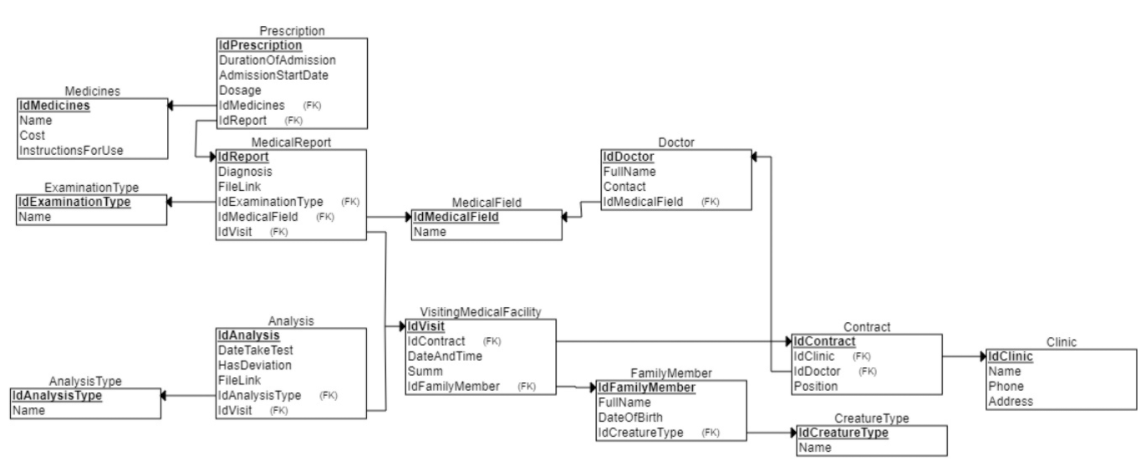 Prescription
IdPrescription
DurationOfAdmission
AdmissionStartDate
Dosage
IdMedicines (FK)
IdReport (FK)
Medicines
IdMedicines
Name
Cost
InstructionsForUse
MedicalReport
IdReport
Diagnosis
FileLink
IdExaminationType (FK)
IdMedicalField (FK)
IdVisit (FK)
ExaminationType
IdExaminationType
Name
MedicalField
IdMedicalField
Name
Doctor
IdDoctor
FullName
Contact
IdMedicalField (FK)
Analysis
IdAnalysis
DateTakeTest
HasDeviation
FileLink
IdAnalysisType (FK)
IdVisit (FK)
AnalysisType
IdAnalysisType
Name
VisitingMedicalFacility
IdVisit
IdContract (FK)
DateAndTime
Summ
IdFamilyMember (FK)
FamilyMember
IdFamilyMember
FullName
DateOfBirth
IdCreatureType (FK)
Contract
IdContract
IdClinic (FK)
IdDoctor (FK)
Position
Clinic
IdClinic
Name
Phone
Address
CreatureType
IdCreatureType
Name